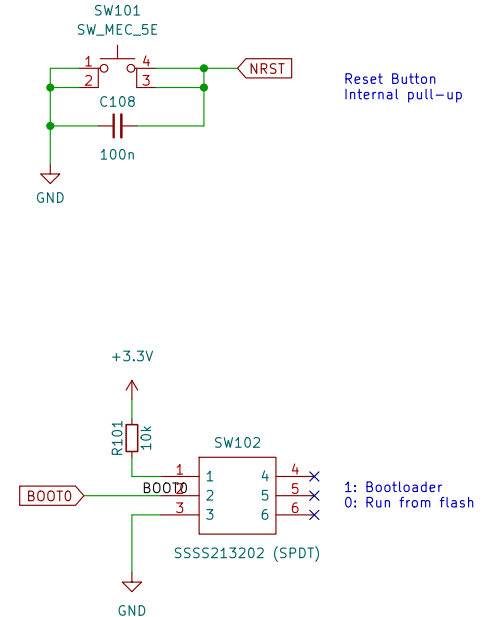 SW101
SW_MEC_5E
1
4
NRST
2
3
C108
100n
GND
Reset Button
Internal pull-up
+3.3V
R101
10k
SW102
1
1
4
4
BOOT0
BOOT0
2
2
5
5
3
3
6
6
1: Bootloader
0: Run from flash
SSSS213202 (SPDT)
GND